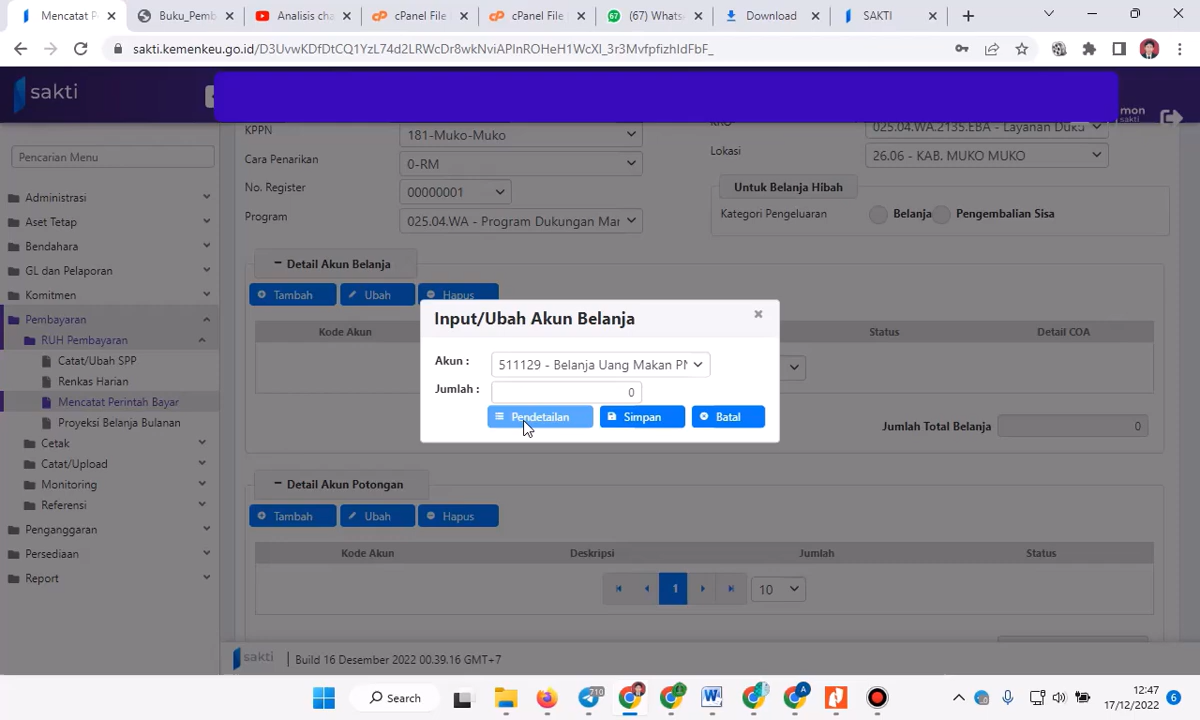 Mencatat P
Buku_Pemb
Analisis cha
cPanel File
cPanel File
(67) Whats
Download
SAKTI
sakti.kemenkeu.go.id/D3UvwKDfDtCQ1YzL74d2LRWcDr8wkNviAPlnROHeH1WcXI_3r3MvfpfizhIdFbF_
sakti
mon
sakti
Pencarian Menu
Administrasi
Aset Tetap
Bendahara
GL dan Pelaporan
Komitmen
Pembayaran
RUH Pembayaran
Catat/Ubah SPP
Renkas Harian
Mencatat Perintah Bayar
Proyeksi Belanja Bulanan
Cetak
Catat/Upload
Monitoring
Referensi
Penganggaran
Persediaan
Report
KPPN
181-Muko-Muko
025.04.WA.2135.EBA - Layanan Duku
Cara Penarikan
0-RM
Lokasi
26.06 - KAB. MUKO MUKO
No. Register
00000001
Untuk Belanja Hibah
Program
025.04.WA - Program Dukungan Mar
Kategori Pengeluaran
Belanja
Pengembalian Sisa
Detail Akun Belanja
Tambah
Ubah
Hapus
Kode Akun
Status
Detail COA
Input/Ubah Akun Belanja
Akun :
511129 - Belanja Uang Makan PN
Jumlah :
0
Pendetailan
Simpan
Batal
Jumlah Total Belanja
0
Detail Akun Potongan
Tambah
Ubah
Hapus
Kode Akun
Deskripsi
Jumlah
Status
1
10
sakti
Build 16 Desember 2022 00.39.16 GMT+7
Search
710
12:47
17/12/2022
6